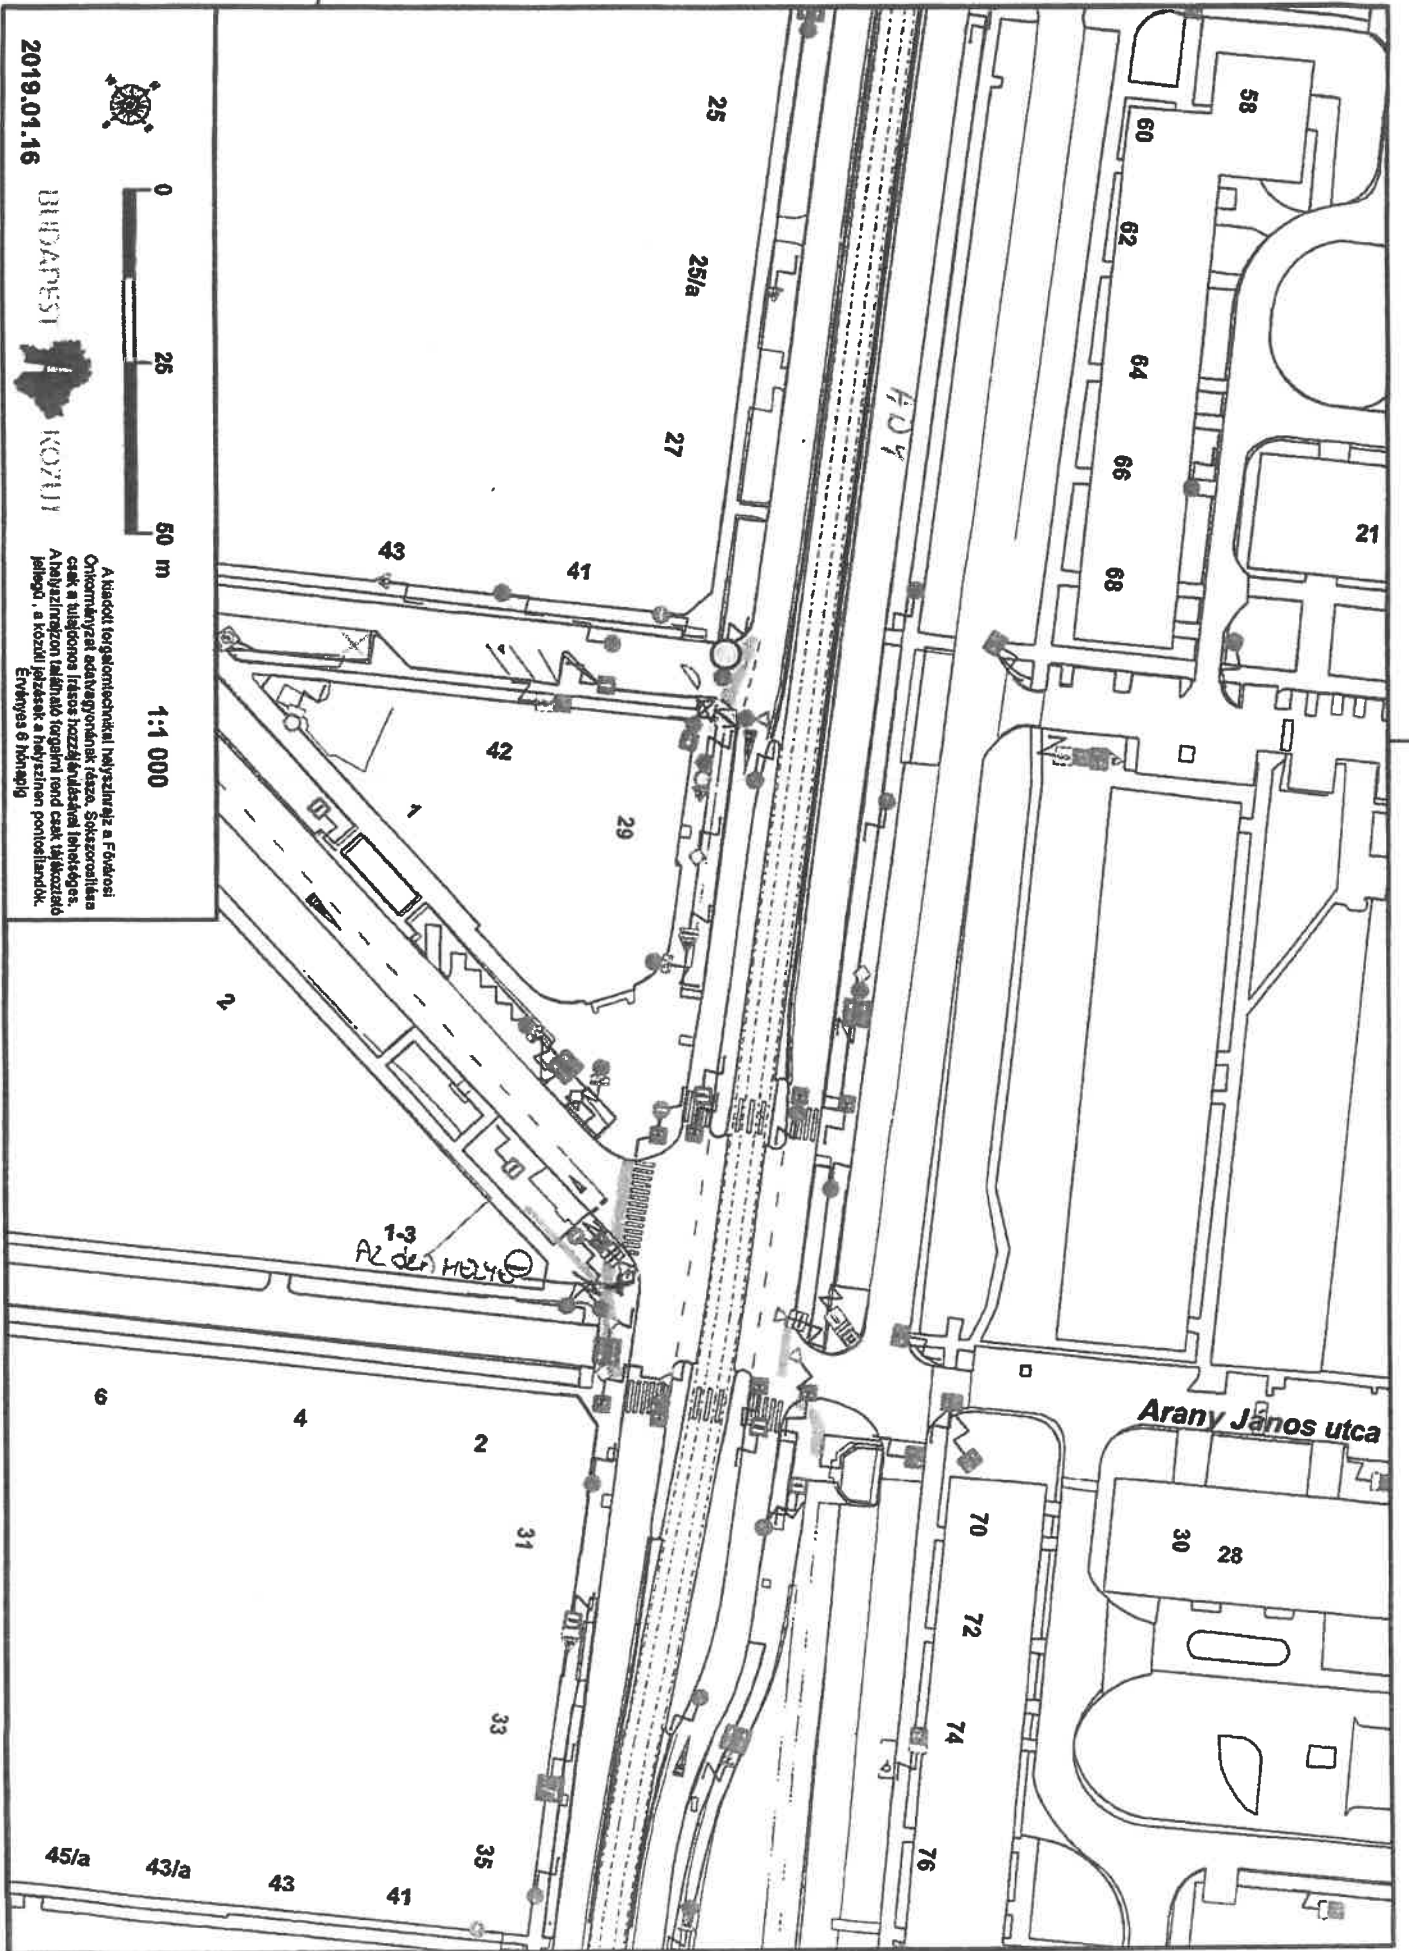 58
60
62
64
66
68
21
25
25/a
27
ADY
43
41
42
29
1
2
1-3
AZ ÓRA HELYE
1
Arany János utca
6
4
2
31
33
35
70
72
74
76
30
28
45/a
43/a
43
41
2019.01.16
0
25
50 m
1:1 000
BUDAPEST KÖZÚT
A kiadott forgalomtechnikai helyszínrajz a Fővárosi
Önkormányzat adatvagyonának része. Sokszorosítása
csak a tulajdonos írásos hozzájárulásával lehetséges.
A helyszínrajzon található forgalmi rend csak tájékoztató
jellegű, a közúti jelzések a helyszínen pontosítandók.
Érvényes 6 hónapig